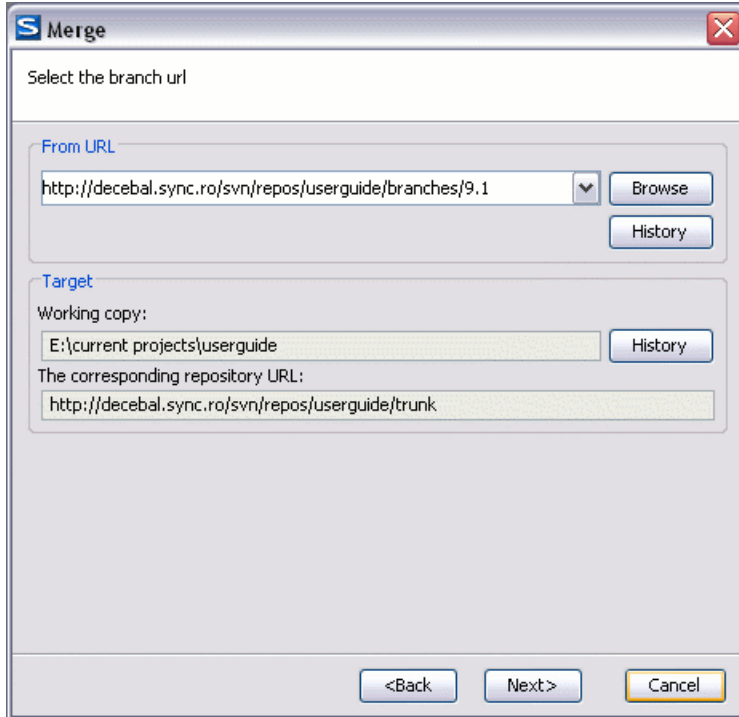 S Merge
Select the branch url
From URL
http://decebal.sync.ro/svn/repos/userguide/branches/9.1 Browse
History
Target
Working copy:
E:\current projects\userguide History
The corresponding repository URL:
http://decebal.sync.ro/svn/repos/userguide/trunk
<Back Next> Cancel